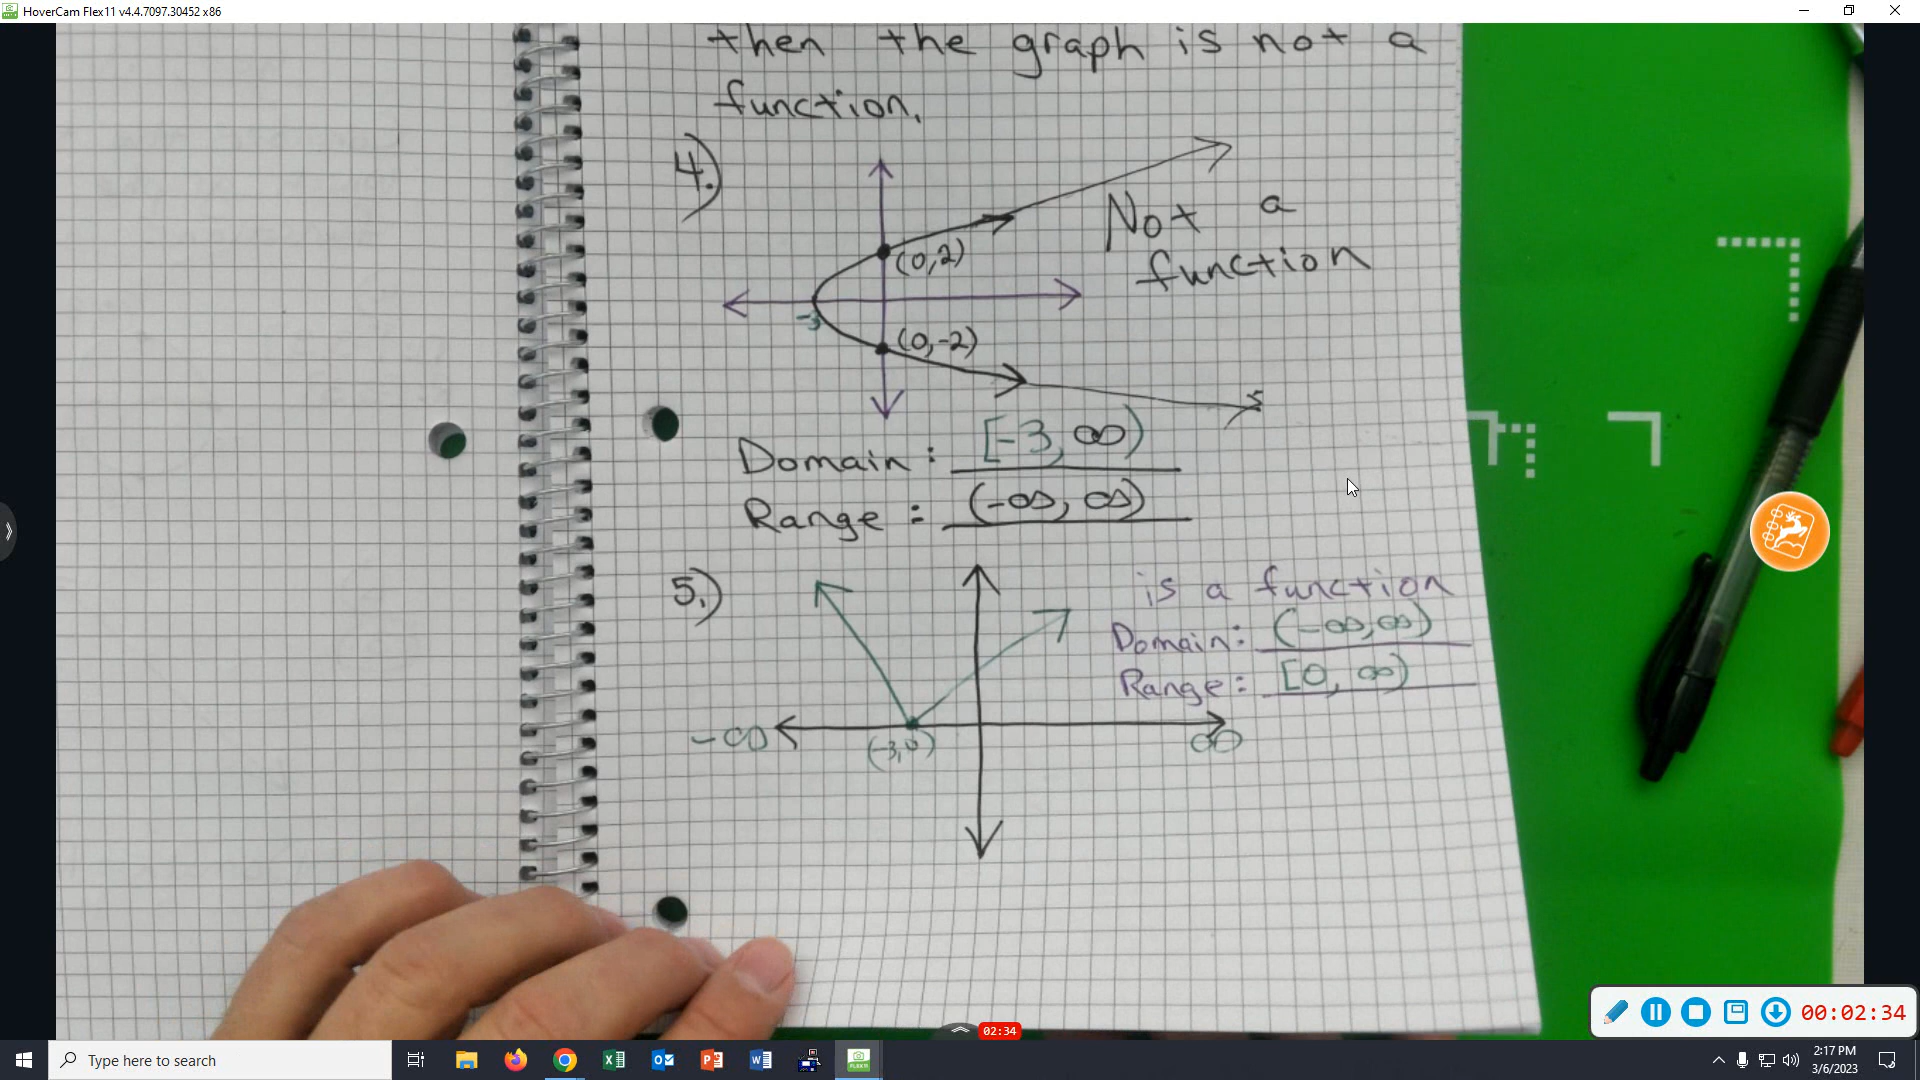 HoverCam Flex11 v4.4.7097.30452 x86
then the graph is not a
function.
4.)
Not a
function
(0,2)
-3
(0,-2)
Domain: [-3, ∞)
Range: (-∞, ∞)
5.)
is a function
Domain: (-∞,∞)
Range: [0, ∞)
-∞
(-3,0)
∞
00:02:34
02:34
Type here to search
2:17 PM
3/6/2023